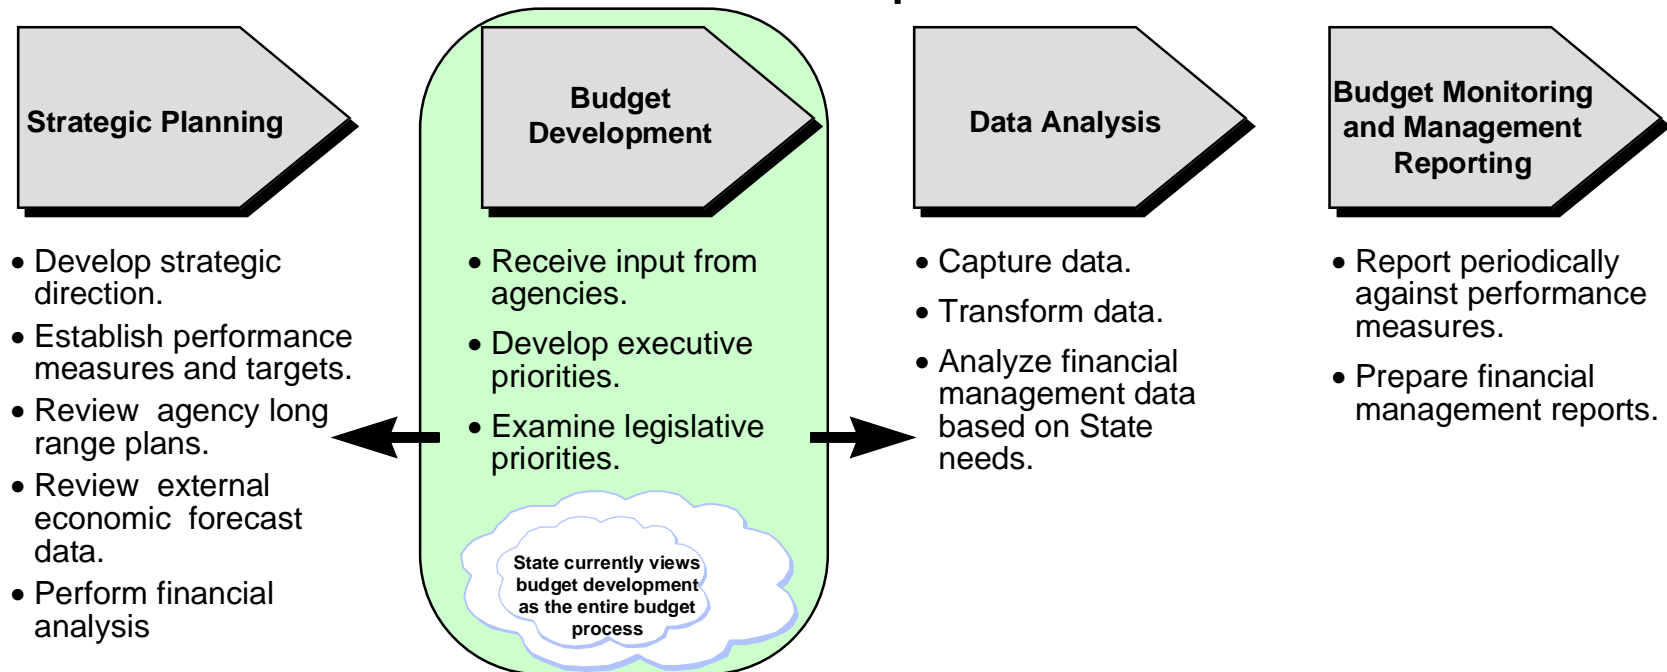 Strategic Planning
Budget
Development
Data Analysis
Budget Monitoring
and Management
Reporting
• Develop strategic
direction.
• Establish performance
measures and targets.
• Review  agency long
range plans.
• Review  external
economic  forecast
data.
• Perform financial
analysis
• Receive input from
agencies.
• Develop executive
priorities.
• Examine legislative
priorities.
State currently views
budget development
as the entire budget
process
• Capture data.
• Transform data.
• Analyze financial
management data
based on State
needs.
• Report periodically
against performance
measures.
• Prepare financial
management reports.